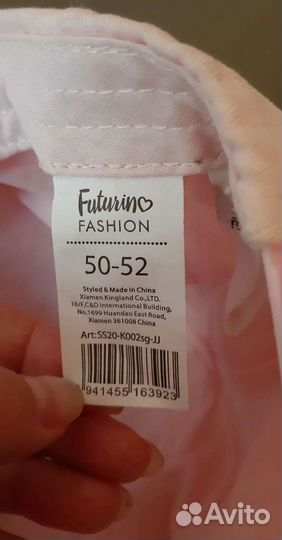 Futurino
FASHION
50-52
Styled & Made in China
Xiamen Kingland Co.,LTD.
16/F,C&D International Building,
No.1699 Huandao East Road,
Xiamen 361008 China
Art:SS20-K002sg-JJ
941455 163923
Avito